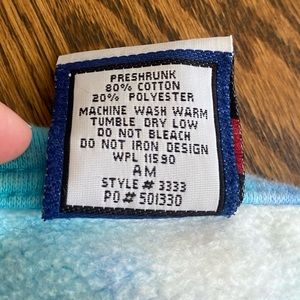 PRESHRUNK
80% COTTON
20% POLYESTER
MACHINE WASH WARM
TUMBLE DRY LOW
DO NOT BLEACH
DO NOT IRON DESIGN
WPL 11590
AM
STYLE # 3333
PO# 501330